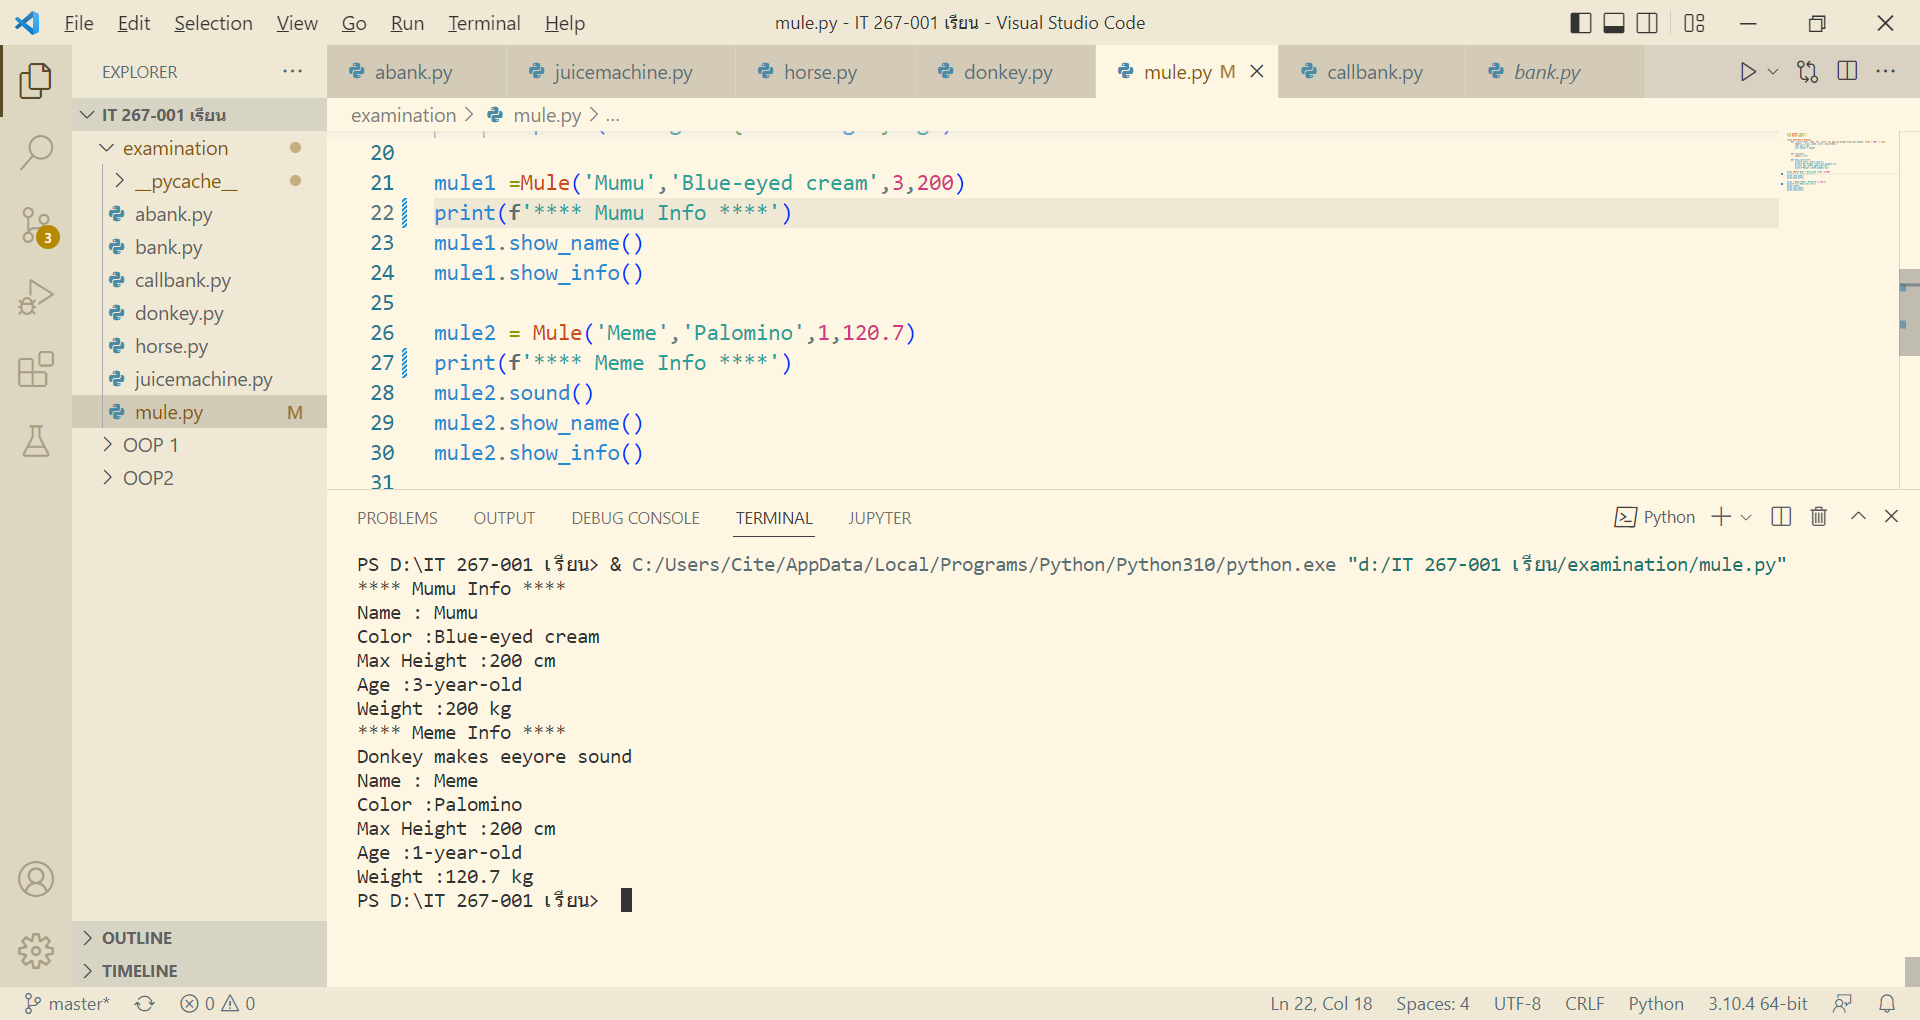 File Edit Selection View Go Run Terminal Help
mule.py - IT 267-001 เรียน - Visual Studio Code
EXPLORER
abank.py juicemachine.py horse.py donkey.py mule.py M callbank.py bank.py
IT 267-001 เรียน
examination > mule.py > ...
examination
__pycache__
abank.py
bank.py
callbank.py
donkey.py
horse.py
juicemachine.py
mule.py M
OOP 1
OOP2
3
20
21 mule1 =Mule('Mumu','Blue-eyed cream',3,200)
22 print(f'**** Mumu Info ****')
23 mule1.show_name()
24 mule1.show_info()
25
26 mule2 = Mule('Meme','Palomino',1,120.7)
27 print(f'**** Meme Info ****')
28 mule2.sound()
29 mule2.show_name()
30 mule2.show_info()
31
PROBLEMS OUTPUT DEBUG CONSOLE TERMINAL JUPYTER
Python
PS D:\IT 267-001 เรียน> & C:/Users/Cite/AppData/Local/Programs/Python/Python310/python.exe "d:/IT 267-001 เรียน/examination/mule.py"
**** Mumu Info ****
Name : Mumu
Color :Blue-eyed cream
Max Height :200 cm
Age :3-year-old
Weight :200 kg
**** Meme Info ****
Donkey makes eeyore sound
Name : Meme
Color :Palomino
Max Height :200 cm
Age :1-year-old
Weight :120.7 kg
PS D:\IT 267-001 เรียน>
OUTLINE
TIMELINE
master* 0 0
Ln 22, Col 18 Spaces: 4 UTF-8 CRLF Python 3.10.4 64-bit